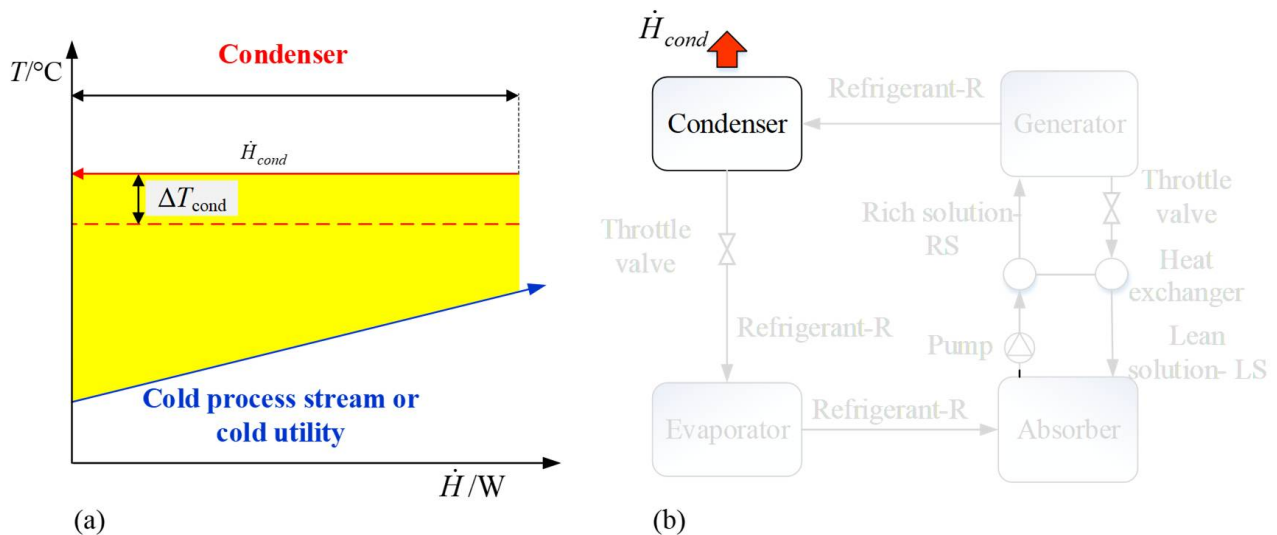 Condenser
T/°C
Ḣcond
ΔTcond
Cold process stream or
cold utility
Ḣ /W
(a)
Ḣcond
Refrigerant-R
Condenser
Generator
Throttle
valve
Rich solution-
RS
Throttle
valve
Heat
exchanger
Refrigerant-R
Pump
Lean
solution- LS
Evaporator
Refrigerant-R
Absorber
(b)